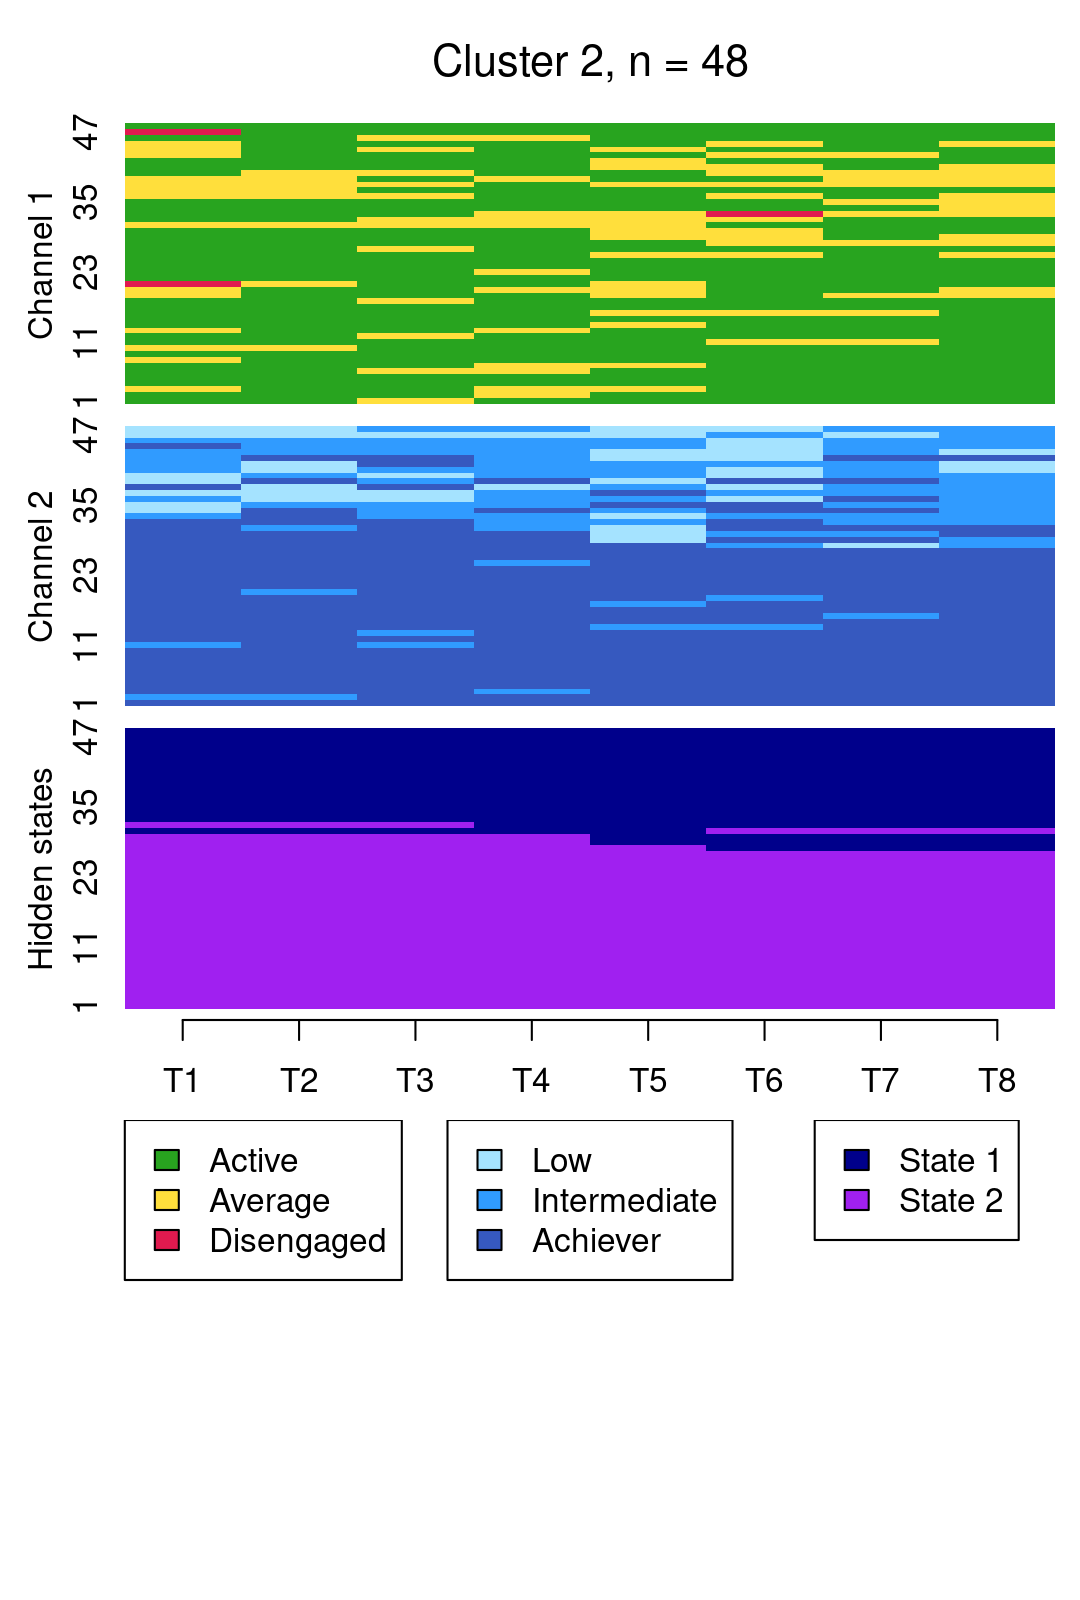 Cluster 2, n = 48
Channel 1
47
35
23
11
1
Channel 2
47
35
23
11
1
Hidden states
47
35
23
11
1
T1 T2 T3 T4 T5 T6 T7 T8
Active
Average
Disengaged
Low
Intermediate
Achiever
State 1
State 2